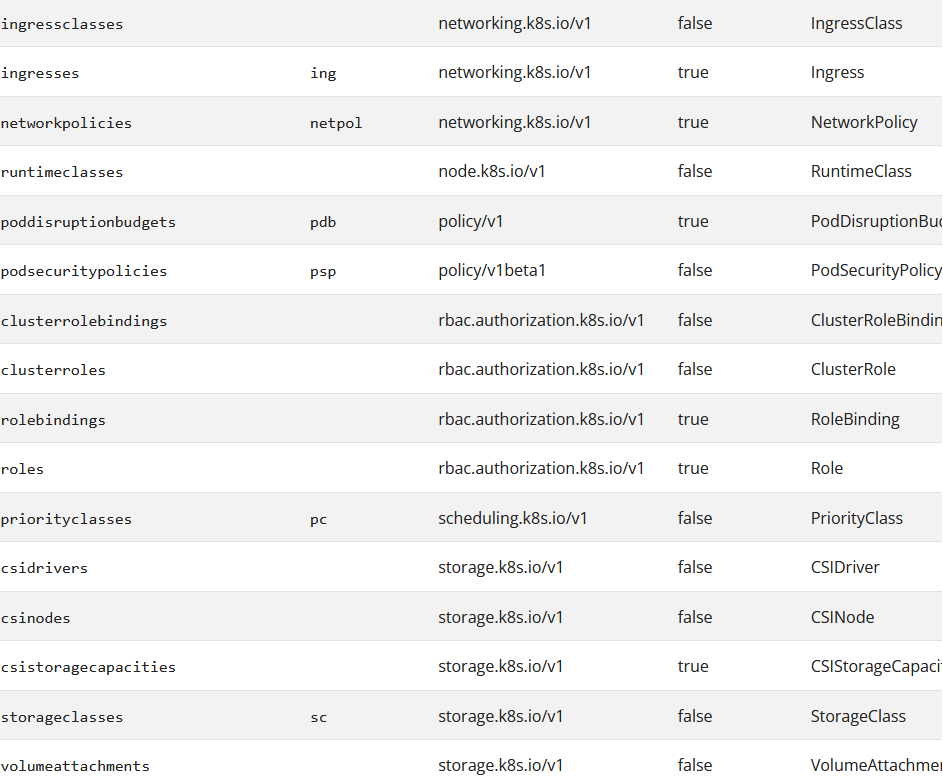 ingressclasses networking.k8s.io/v1 false IngressClass
ingresses ing networking.k8s.io/v1 true Ingress
networkpolicies netpol networking.k8s.io/v1 true NetworkPolicy
runtimeclasses node.k8s.io/v1 false RuntimeClass
poddisruptionbudgets pdb policy/v1 true PodDisruptionBud
podsecuritypolicies psp policy/v1beta1 false PodSecurityPolicy
clusterrolebindings rbac.authorization.k8s.io/v1 false ClusterRoleBindin
clusterroles rbac.authorization.k8s.io/v1 false ClusterRole
rolebindings rbac.authorization.k8s.io/v1 true RoleBinding
roles rbac.authorization.k8s.io/v1 true Role
priorityclasses pc scheduling.k8s.io/v1 false PriorityClass
csidrivers storage.k8s.io/v1 false CSIDriver
csinodes storage.k8s.io/v1 false CSINode
csistoragecapacities storage.k8s.io/v1 true CSIStorageCapaci
storageclasses sc storage.k8s.io/v1 false StorageClass
volumeattachments storage.k8s.io/v1 false VolumeAttachme